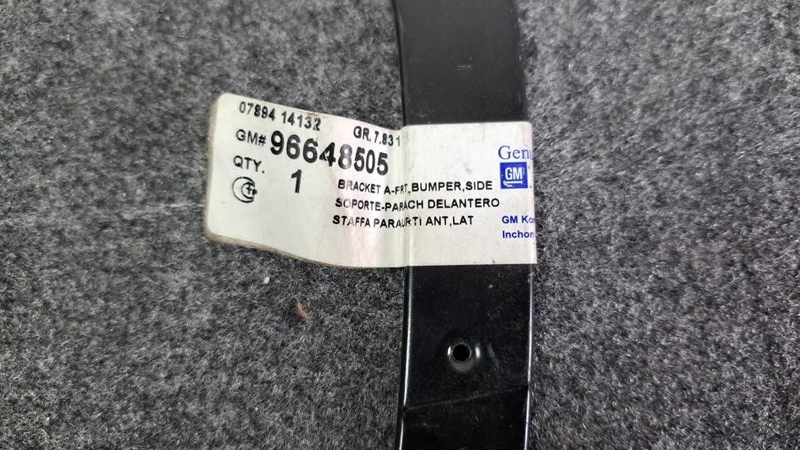 07894 14132 GR.7.831
GM# 96648505
QTY. 1
BRACKET A-FRT,BUMPER,SIDE
SOPORTE-PARACH DELANTERO
STAFFA PARAURTI ANT,LAT
Genu
GM
GM Kor
Inchon